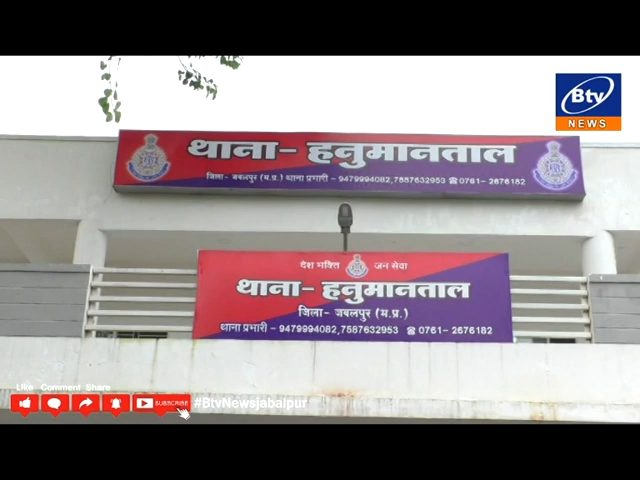 Btv
NEWS
थाना- हनुमानताल
जिला- जबलपुर (म.प्र.) थाना प्रभारी - 9479994082,7587632953 ☎0761- 2676182
देश भक्ति जन सेवा
थाना- हनुमानताल
जिला- जबलपुर (म.प्र.)
थाना प्रभारी - 9479994082,7587632953 ☎ 0761- 2676182
Like Comment Share
SUBSCRIBE #BtvNewsjabalpur